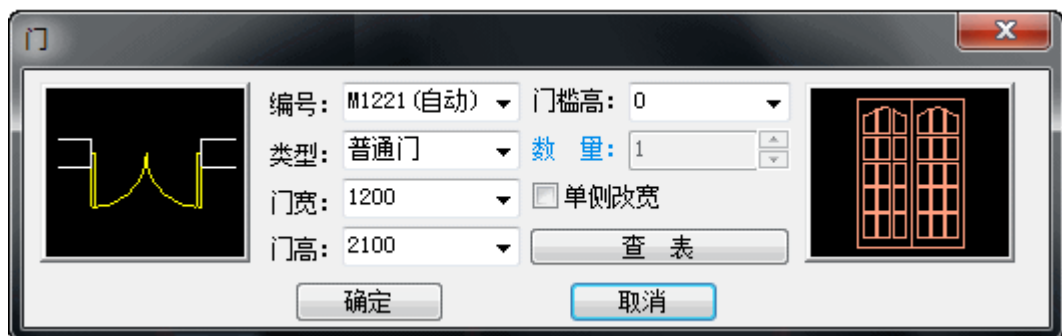 门
编号: M1221(自动) 门槛高: 0
类型: 普通门 数 量: 1
门宽: 1200 单侧改宽
门高: 2100 查 表
确定 取消